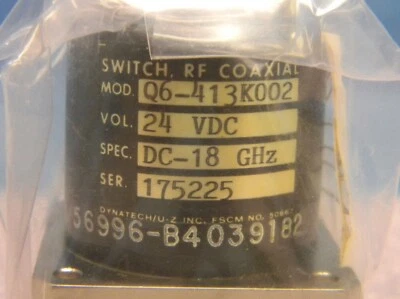 SWITCH, RF COAXIAL
MOD. Q6-413K002
VOL. 24 VDC
SPEC. DC-18 GHz
SER. 175225
DYNATECH/U-Z, INC. FSCM NO.
56996-B4039182